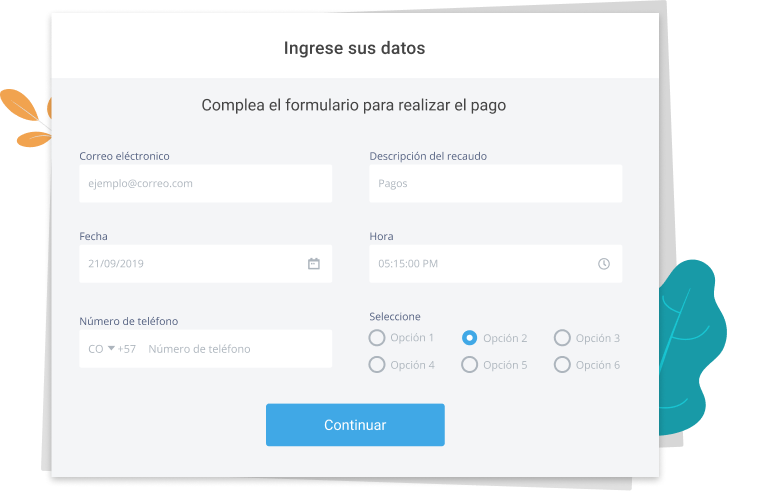 Ingrese sus datos
Complea el formulario para realizar el pago
Correo eléctronico
Descripción del recaudo
ejemplo@correo.com
Pagos
Fecha
Hora
21/09/2019
05:15:00 PM
Número de teléfono
Seleccione
CO +57 Número de teléfono
Opción 1 Opción 2 Opción 3
Opción 4 Opción 5 Opción 6
Continuar